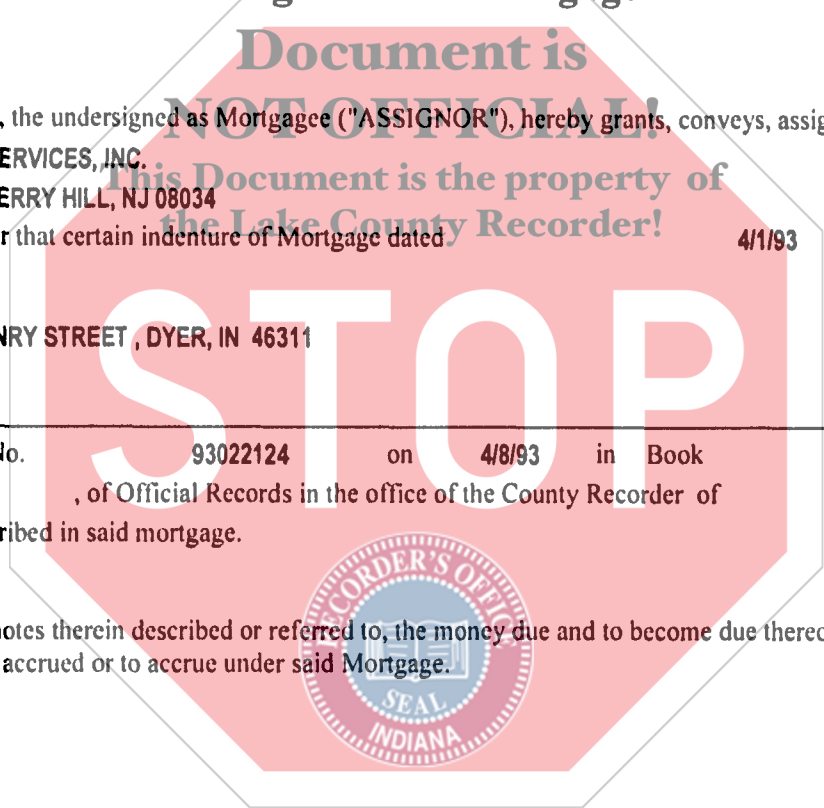 Document is
NOT OFFICIAL!
, the undersigned as Mortgagee ("ASSIGNOR"), hereby grants, conveys, assig
ERVICES, INC.
This Document is the property of
ERRY HILL, NJ 08034
the Lake County Recorder!
r that certain indenture of Mortgage dated 4/1/93
STOP
NRY STREET , DYER, IN 46311
No. 93022124 on 4/8/93 in Book
, of Official Records in the office of the County Recorder of
ribed in said mortgage.
RECORDER'S OFFICE
notes therein described or referred to, the money due and to become due thereo
accrued or to accrue under said Mortgage.
SEAL
INDIANA